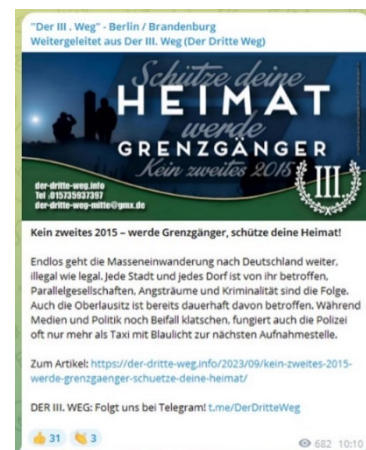 "Der III . Weg" - Berlin / Brandenburg
Weitergeleitet aus Der III. Weg (Der Dritte Weg)
Schütze deine
HEIMAT
werde
GRENZGÄNGER
Kein zweites 2015
III.
der-dritte-weg.info
Tel .:015735937397
der-dritte-weg-mitte@gmx.de
Kein zweites 2015 – werde Grenzgänger, schütze deine Heimat!
Endlos geht die Masseneinwanderung nach Deutschland weiter,
illegal wie legal. Jede Stadt und jedes Dorf ist von ihr betroffen,
Parallelgesellschaften, Angsträume und Kriminalität sind die Folge.
Auch die Oberlausitz ist bereits dauerhaft davon betroffen. Während
Medien und Politik noch Beifall klatschen, fungiert auch die Polizei
oft nur mehr als Taxi mit Blaulicht zur nächsten Aufnahmestelle.
Zum Artikel: https://der-dritte-weg.info/2023/09/kein-zweites-2015-
werde-grenzgaenger-schuetze-deine-heimat/
DER III. WEG: Folgt uns bei Telegram! t.me/DerDritteWeg
31 3
682 10:10